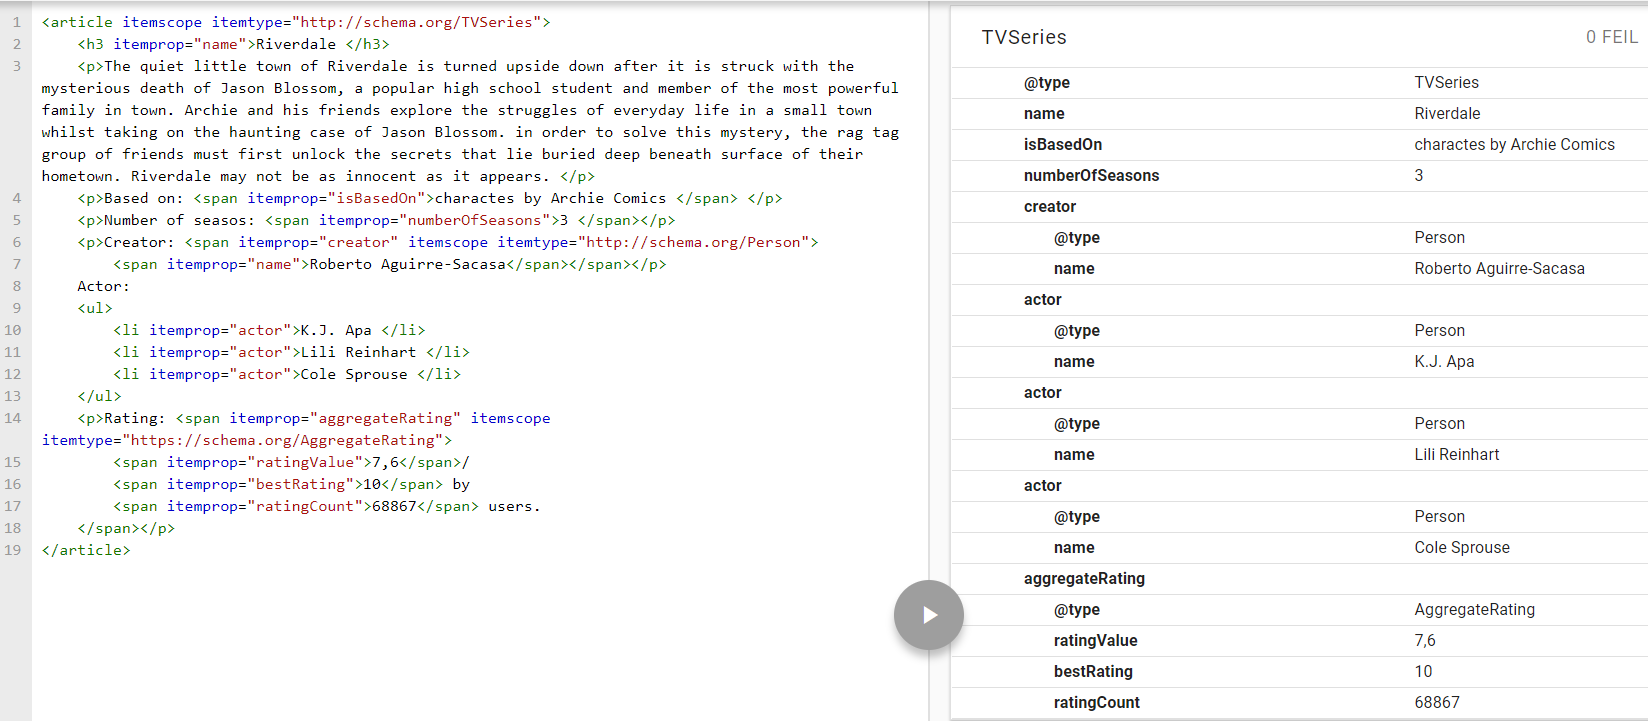 1 <article itemscope itemtype="http://schema.org/TVSeries">
2 <h3 itemprop="name">Riverdale </h3>
3 <p>The quiet little town of Riverdale is turned upside down after it is struck with the
mysterious death of Jason Blossom, a popular high school student and member of the most powerful
family in town. Archie and his friends explore the struggles of everyday life in a small town
whilst taking on the haunting case of Jason Blossom. in order to solve this mystery, the rag tag
group of friends must first unlock the secrets that lie buried deep beneath surface of their
hometown. Riverdale may not be as innosent as it appears. </p>
4 <p>Based on: <span itemprop="isBasedOn">charactes by Archie Comics </span> </p>
5 <p>Number of seasos: <span itemprop="numberOfSeasons">3 </span></p>
6 <p>Creator: <span itemprop="creator" itemscope itemtype="http://schema.org/Person">
7 <span itemprop="name">Roberto Aguirre-Sacasa</span></span></p>
8 Actor:
9 <ul>
10 <li itemprop="actor">K.J. Apa </li>
11 <li itemprop="actor">Lili Reinhart </li>
12 <li itemprop="actor">Cole Sprouse </li>
13 </ul>
14 <p>Rating: <span itemprop="aggregateRating" itemscope
itemtype="https://schema.org/AggregateRating">
15 <span itemprop="ratingValue">7,6</span>/
16 <span itemprop="bestRating">10</span> by
17 <span itemprop="ratingCount">68867</span> users.
18 </span></p>
19 </article>
TVSeries 0 FEIL
@type TVSeries
name Riverdale
isBasedOn charactes by Archie Comics
numberOfSeasons 3
creator
@type Person
name Roberto Aguirre-Sacasa
actor
@type Person
name K.J. Apa
actor
@type Person
name Lili Reinhart
actor
@type Person
name Cole Sprouse
aggregateRating
@type AggregateRating
ratingValue 7,6
bestRating 10
ratingCount 68867